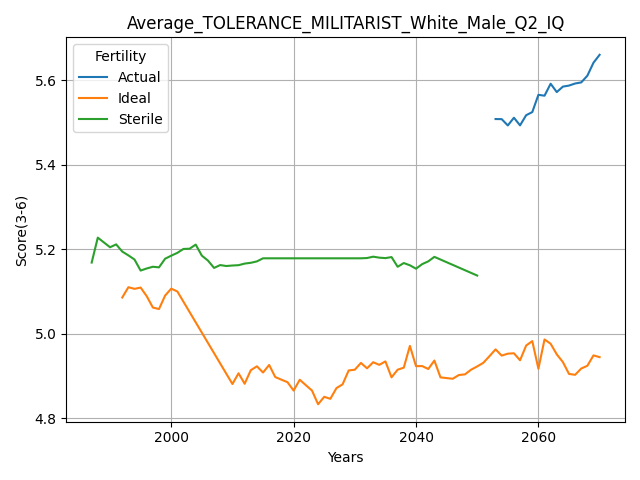 Average_TOLERANCE_MILITARIST_White_Male_Q2_IQ
Fertility
Actual
Ideal
Sterile
Score(3-6)
5.6
5.4
5.2
5.0
4.8
2000
2020
2040
2060
Years